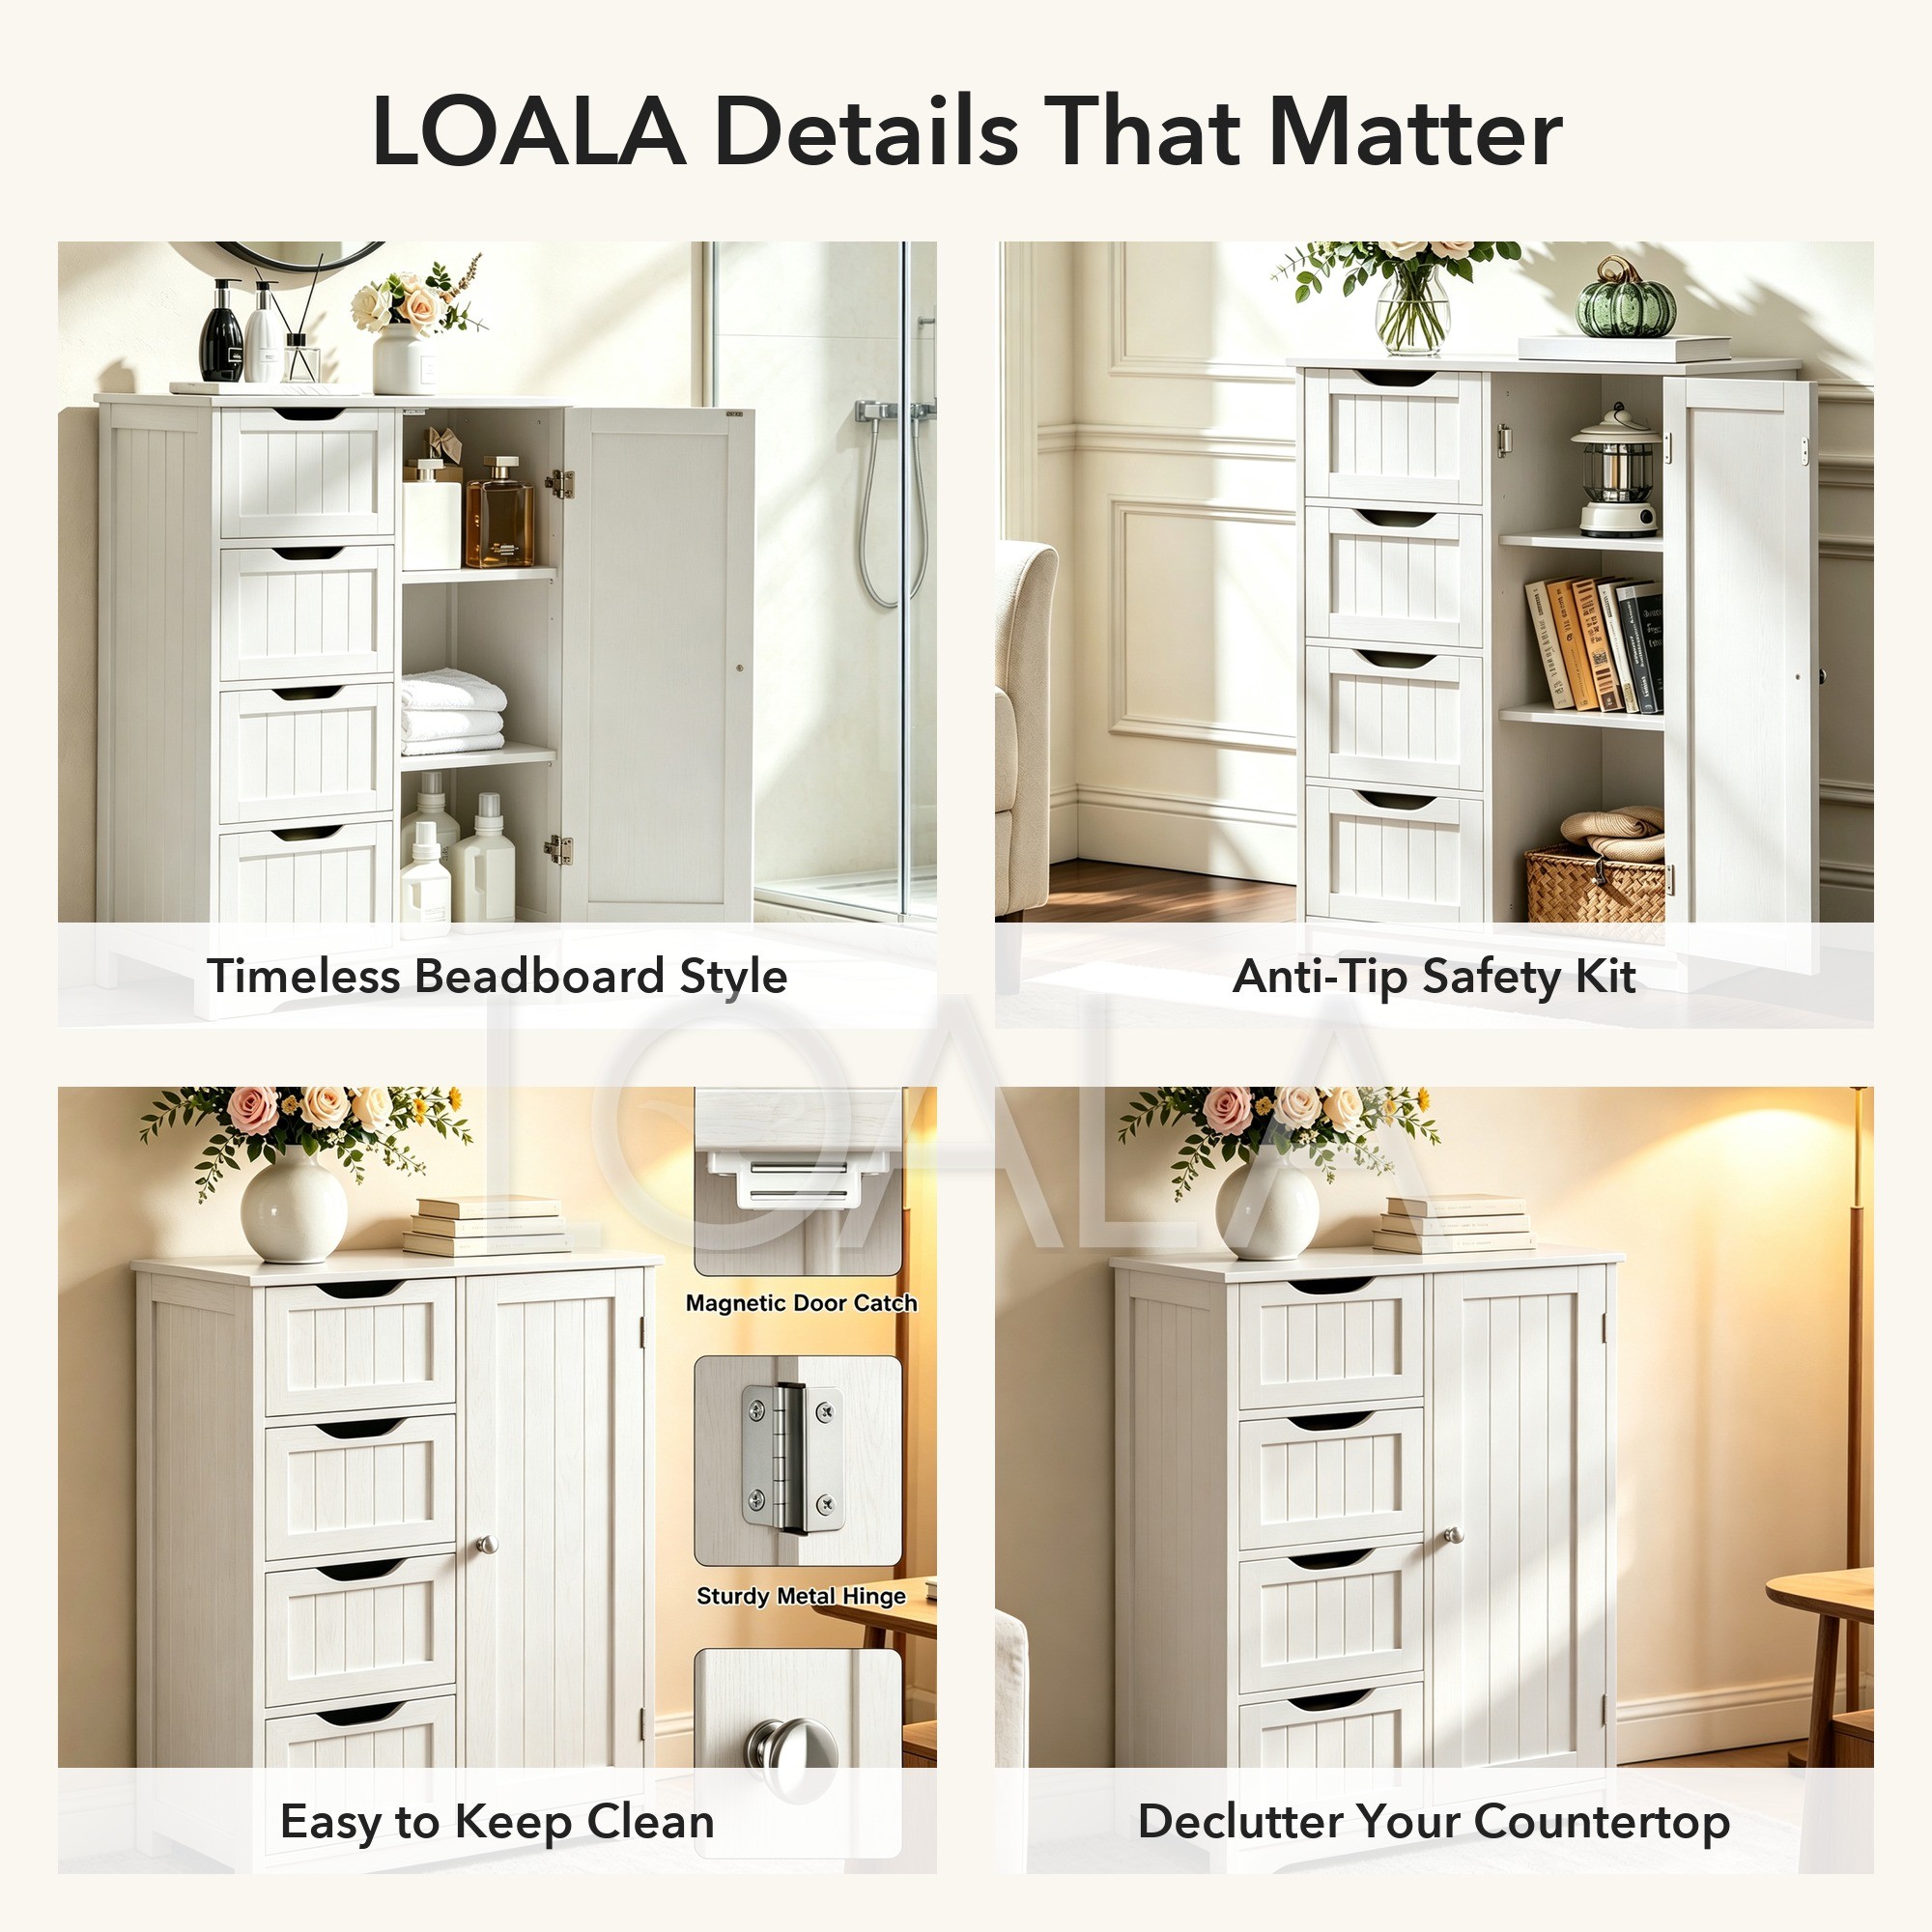 LOALA Details That Matter
Timeless Beadboard Style
Anti-Tip Safety Kit
LOALA
Magnetic Door Catch
Sturdy Metal Hinge
Easy to Keep Clean
Declutter Your Countertop